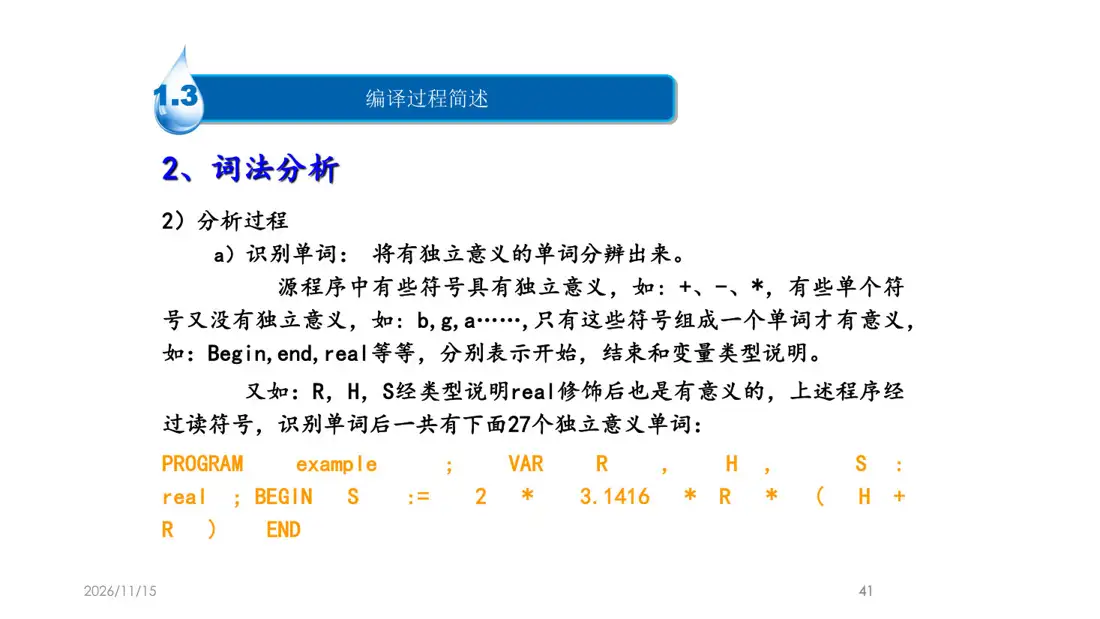 1.3
编译过程简述
2、词法分析
2）分析过程
a）识别单词： 将有独立意义的单词分辨出来。
源程序中有些符号具有独立意义，如：+、-、*，有些单个符
号又没有独立意义，如：b,g,a……,只有这些符号组成一个单词才有意义，
如：Begin,end,real等等，分别表示开始，结束和变量类型说明。
又如：R，H，S经类型说明real修饰后也是有意义的，上述程序经
过读符号，识别单词后一共有下面27个独立意义单词：
PROGRAM example ; VAR R , H , S :
real ; BEGIN S := 2 * 3.1416 * R * ( H +
R ) END
2026/11/15
41